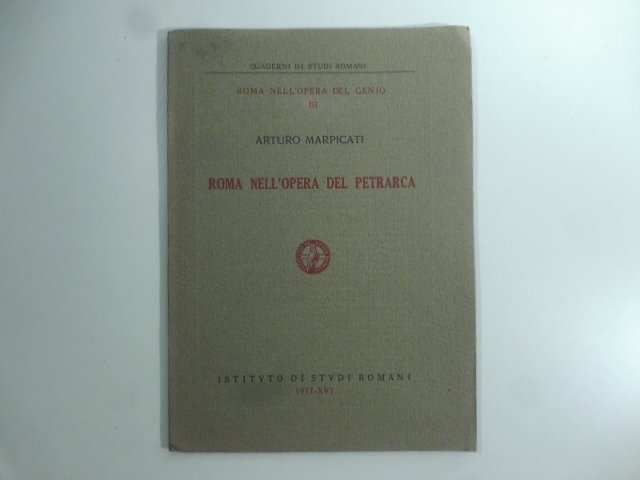 QUADERNI DI STUDI ROMANI
ROMA NELL'OPERA DEL GENIO
III
ARTURO MARPICATI
ROMA NELL'OPERA DEL PETRARCA
ISTITVTO DI STVDI ROMANI
1937-XVI